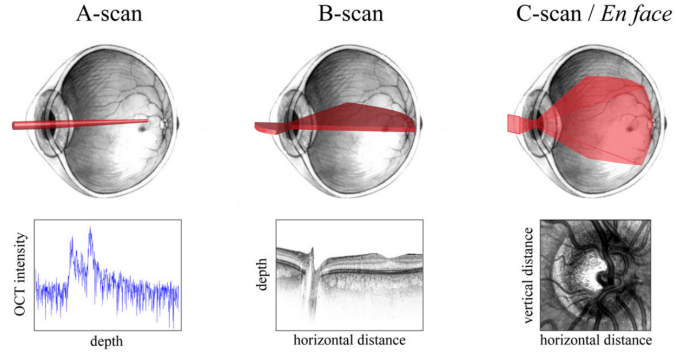 A-scan
B-scan
C-scan / En face
OCT intensity
depth
depth
horizontal distance
vertical distance
horizontal distance